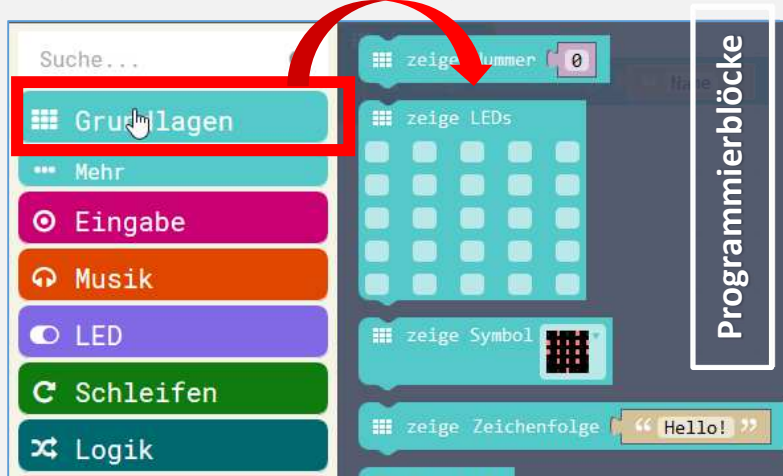 Suche...
Grundlagen
Mehr
Eingabe
Musik
LED
Schleifen
Logik
zeige Nummer 0
zeige LEDs
zeige Symbol
zeige Zeichenfolge “ Hello! ”
Name
Programmierblöcke